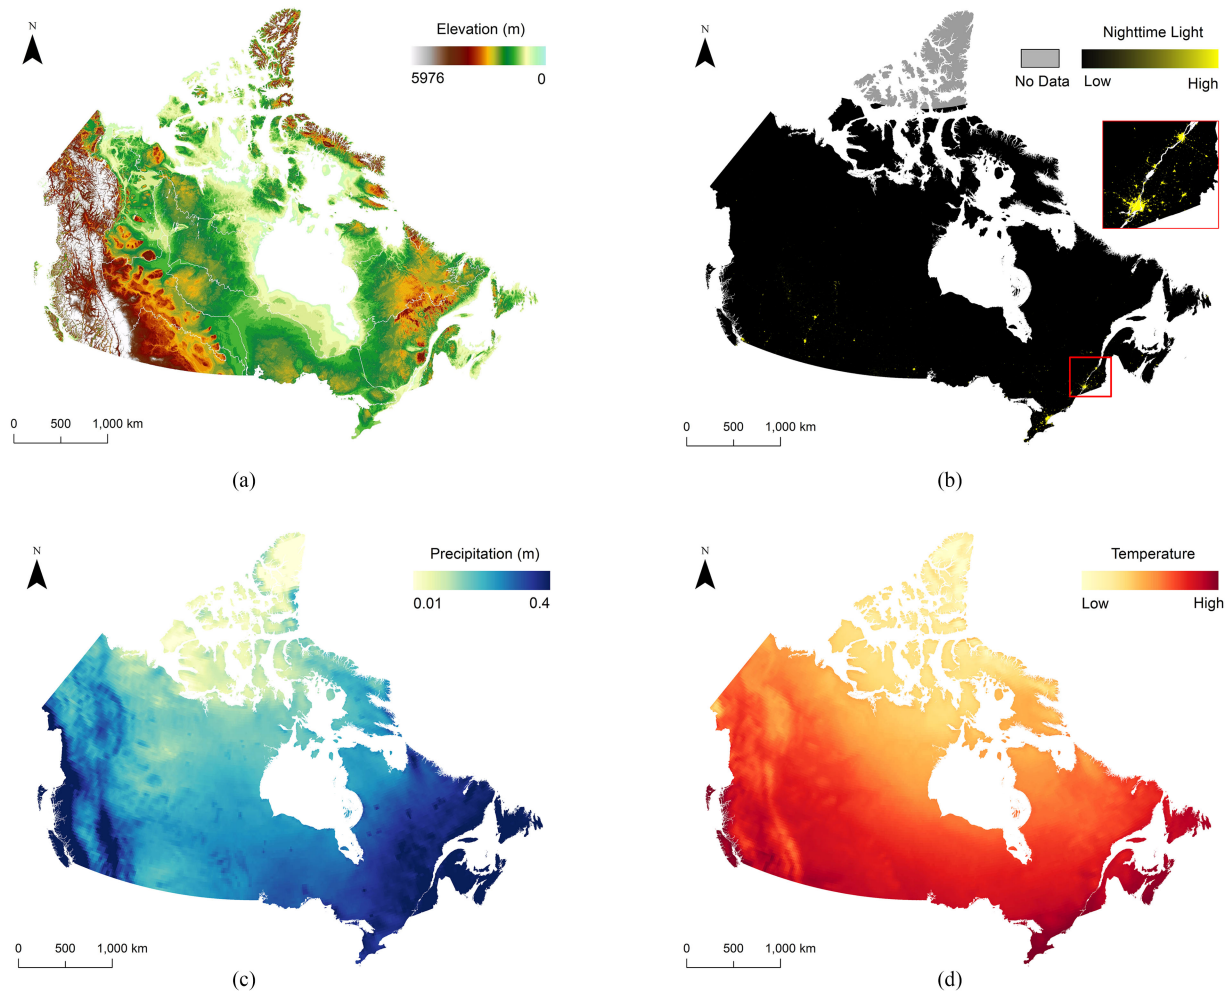 N
Elevation (m)
5976 0
0 500 1,000 km
(a)
N
Nighttime Light
No Data
Low High
0 500 1,000 km
(b)
N
Precipitation (m)
0.01 0.4
0 500 1,000 km
(c)
N
Temperature
Low High
0 500 1,000 km
(d)